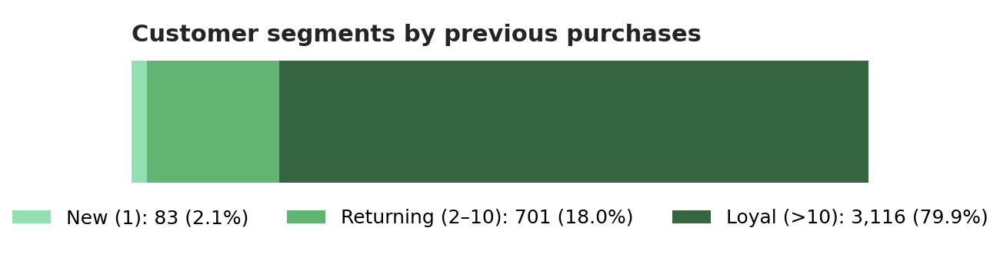 Customer segments by previous purchases
New (1): 83 (2.1%)
Returning (2–10): 701 (18.0%)
Loyal (>10): 3,116 (79.9%)